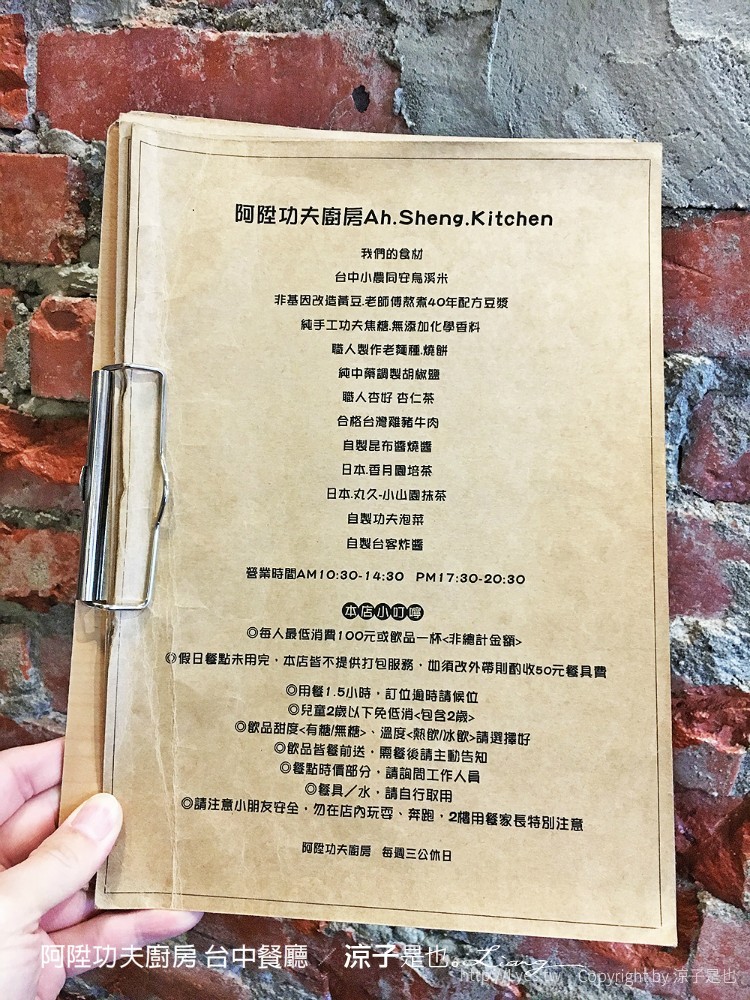 阿陞功夫廚房Ah.Sheng.Kitchen
我們的食材
台中小農同安烏溪米
非基因改造黃豆.老師傅熬煮40年配方豆漿
純手工功夫焦糖.無添加化學香料
職人製作老麵種.燒餅
純中藥調製胡椒鹽
職人杏好 杏仁茶
合格台灣雞豬牛肉
自製昆布醬燒醬
日本.香月園焙茶
日本.丸久-小山園抹茶
自製功夫泡菜
自製台客炸醬
營業時間AM10:30-14:30 PM17:30-20:30
本店小叮嚀
◎每人最低消費100元或飲品一杯<非總計金額>
◎假日餐點未用完，本店皆不提供打包服務，如須改外帶則酌收50元餐具費
◎用餐1.5小時，訂位逾時請候位
◎兒童2歲以下免低消<包含2歲>
◎飲品甜度<有糖/無糖>、溫度<熱飲/冰飲>請選擇好
◎飲品皆餐前送，需餐後請主動告知
◎餐點時價部分，請詢問工作人員
◎餐具／水，請自行取用
◎請注意小朋友安全，勿在店內玩耍、奔跑，2樓用餐家長特別注意
阿陞功夫廚房 每週三公休日
阿陞功夫廚房 台中餐廳 ／ 涼子是也
Copyright by 涼子是也